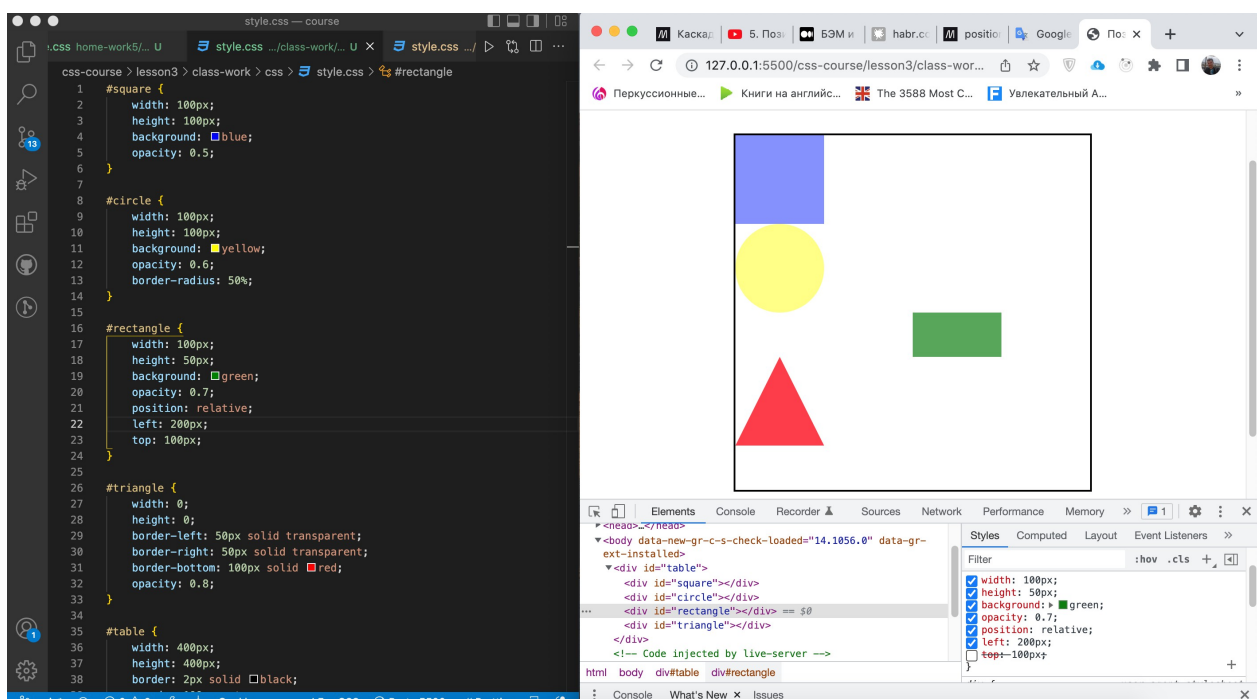 style.css — course
.css home-work5/... U
style.css .../class-work/... U
style.css .../
css-course > lesson3 > class-work > css > style.css > #rectangle
1 #square {
2 width: 100px;
3 height: 100px;
4 background: blue;
5 opacity: 0.5;
6 }
7
8 #circle {
9 width: 100px;
10 height: 100px;
11 background: yellow;
12 opacity: 0.6;
13 border-radius: 50%;
14 }
15
16 #rectangle {
17 width: 100px;
18 height: 50px;
19 background: green;
20 opacity: 0.7;
21 position: relative;
22 left: 200px;
23 top: 100px;
24 }
25
26 #triangle {
27 width: 0;
28 height: 0;
29 border-left: 50px solid transparent;
30 border-right: 50px solid transparent;
31 border-bottom: 100px solid red;
32 opacity: 0.8;
33 }
34
35 #table {
36 width: 400px;
37 height: 400px;
38 border: 2px solid black;
13
1
Каскад
5. Пози
БЭМ и
habr.cc
position
Google
Поз
127.0.0.1:5500/css-course/lesson3/class-wor...
Перкуссионные...
Книги на английс...
The 3588 Most C...
Увлекательный А...
»
Elements Console Recorder Sources Network Performance Memory » 1
<head>…</head>
<body data-new-gr-c-s-check-loaded="14.1056.0" data-gr-
ext-installed>
<div id="table">
<div id="square"></div>
<div id="circle"></div>
... <div id="rectangle"></div> == $0
<div id="triangle"></div>
</div>
<!-- Code injected by live-server -->
html body div#table div#rectangle
Styles Computed Layout Event Listeners »
Filter :hov .cls +
width: 100px;
height: 50px;
background: green;
opacity: 0.7;
position: relative;
left: 200px;
top: 100px;
}
Console What's New × Issues